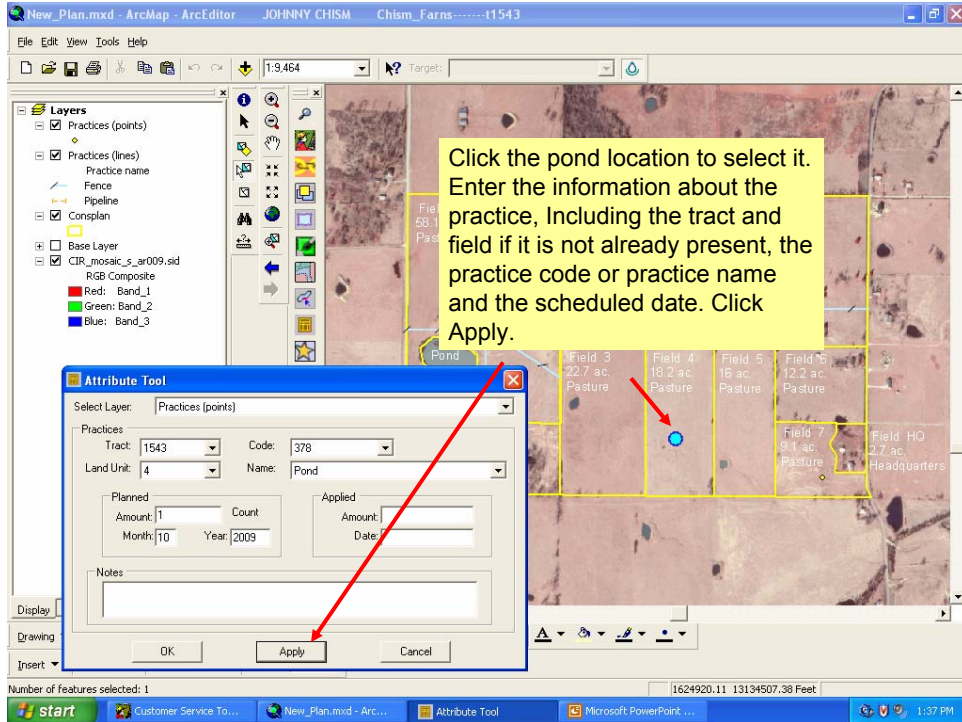 New_Plan.mxd - ArcMap - ArcEditor JOHNNY CHISM Chism_Farns-------t1543
File Edit View Tools Help
1:9,464 Target:
Layers
Practices (points)
Practices (lines)
Practice name
Fence
Pipeline
Consplan
Base Layer
CIR_mosaic_s_ar009.sid
RGB Composite
Red: Band_1
Green: Band_2
Blue: Band_3
Click the pond location to select it.
Enter the information about the
practice, Including the tract and
field if it is not already present, the
practice code or practice name
and the scheduled date. Click
Apply.
Pond
Field 3
22.7 ac.
Pasture
Field 4
18.2 ac.
Pasture
Field 5
16 ac.
Pasture
Field 6
12.2 ac.
Pasture
Field 7
9.1 ac.
Pasture
Field HQ
2.7 ac.
Headquarters
Attribute Tool
Select Layer: Practices (points)
Practices
Tract: 1543 Code: 378
Land Unit: 4 Name: Pond
Planned Applied
Amount: 1 Count Amount:
Month: 10 Year: 2009 Date:
Notes
OK Apply Cancel
Display
Drawing
Insert
Number of features selected: 1
1624920.11 13134507.38 Feet
start Customer Service To... New_Plan.mxd - Arc... Attribute Tool Microsoft PowerPoint ... 1:37 PM